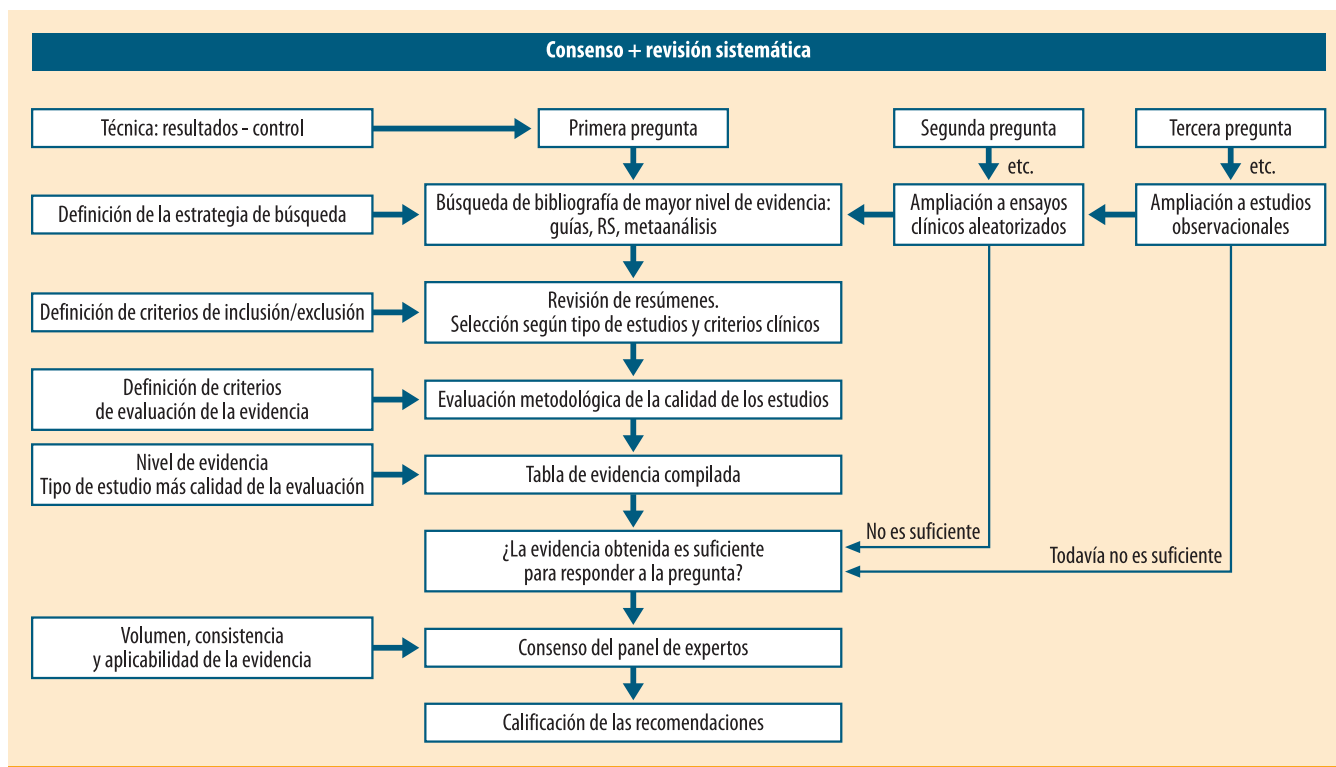 Consenso + revisión sistemática
Técnica: resultados - control
Primera pregunta
Segunda pregunta
Tercera pregunta
etc.
etc.
Definición de la estrategia de búsqueda
Búsqueda de bibliografía de mayor nivel de evidencia:
guías, RS, metaanálisis
Ampliación a ensayos
clínicos aleatorizados
Ampliación a estudios
observacionales
Definición de criterios de inclusión/exclusión
Revisión de resúmenes.
Selección según tipo de estudios y criterios clínicos
Definición de criterios
de evaluación de la evidencia
Evaluación metodológica de la calidad de los estudios
Nivel de evidencia
Tipo de estudio más calidad de la evaluación
Tabla de evidencia compilada
¿La evidencia obtenida es suficiente
para responder a la pregunta?
No es suficiente
Todavía no es suficiente
Volumen, consistencia
y aplicabilidad de la evidencia
Consenso del panel de expertos
Calificación de las recomendaciones